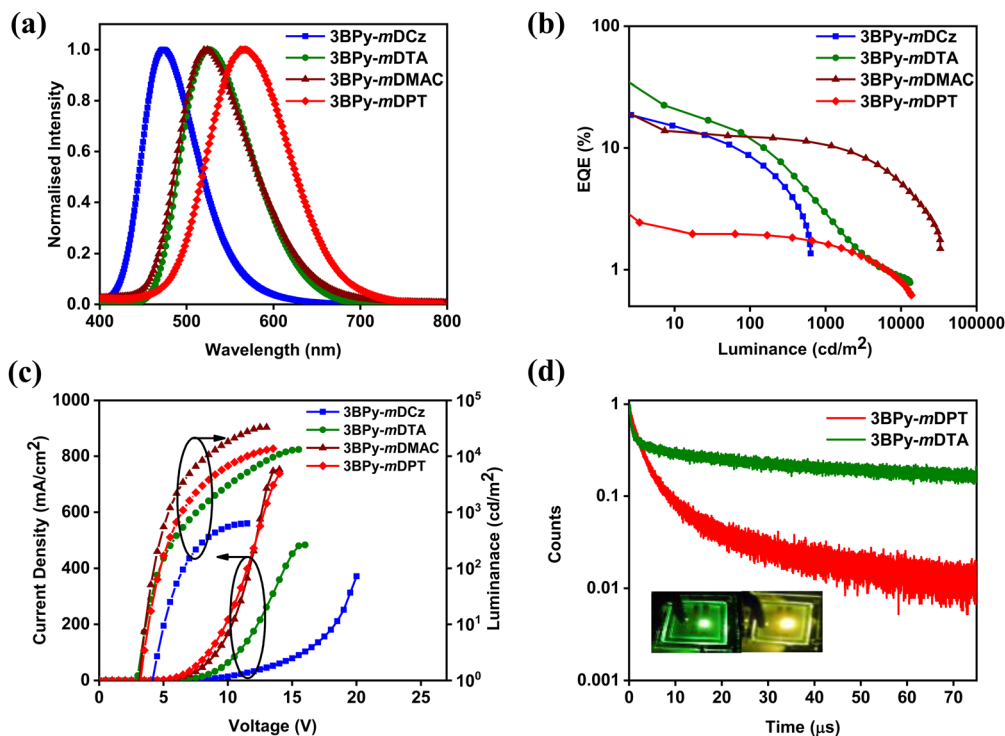 (a)
3BPy-mDCz
3BPy-mDTA
3BPy-mDMAC
3BPy-mDPT
Normalised Intensity
1.0
0.8
0.6
0.4
0.2
0.0
400 500 600 700 800
Wavelength (nm)
(b)
3BPy-mDCz
3BPy-mDTA
3BPy-mDMAC
3BPy-mDPT
EQE (%)
100
10
1
10 100 1000 10000 100000
Luminance (cd/m²)
(c)
3BPy-mDCz
3BPy-mDTA
3BPy-mDMAC
3BPy-mDPT
Current Density (mA/cm²)
1000
800
600
400
200
0
10⁵
10⁴
10³
10²
10¹
10⁰
Luminanace (cd/m²)
0 5 10 15 20 25
Voltage (V)
(d)
3BPy-mDPT
3BPy-mDTA
Counts
1
0.1
0.01
0.001
0 10 20 30 40 50 60 70
Time (μs)